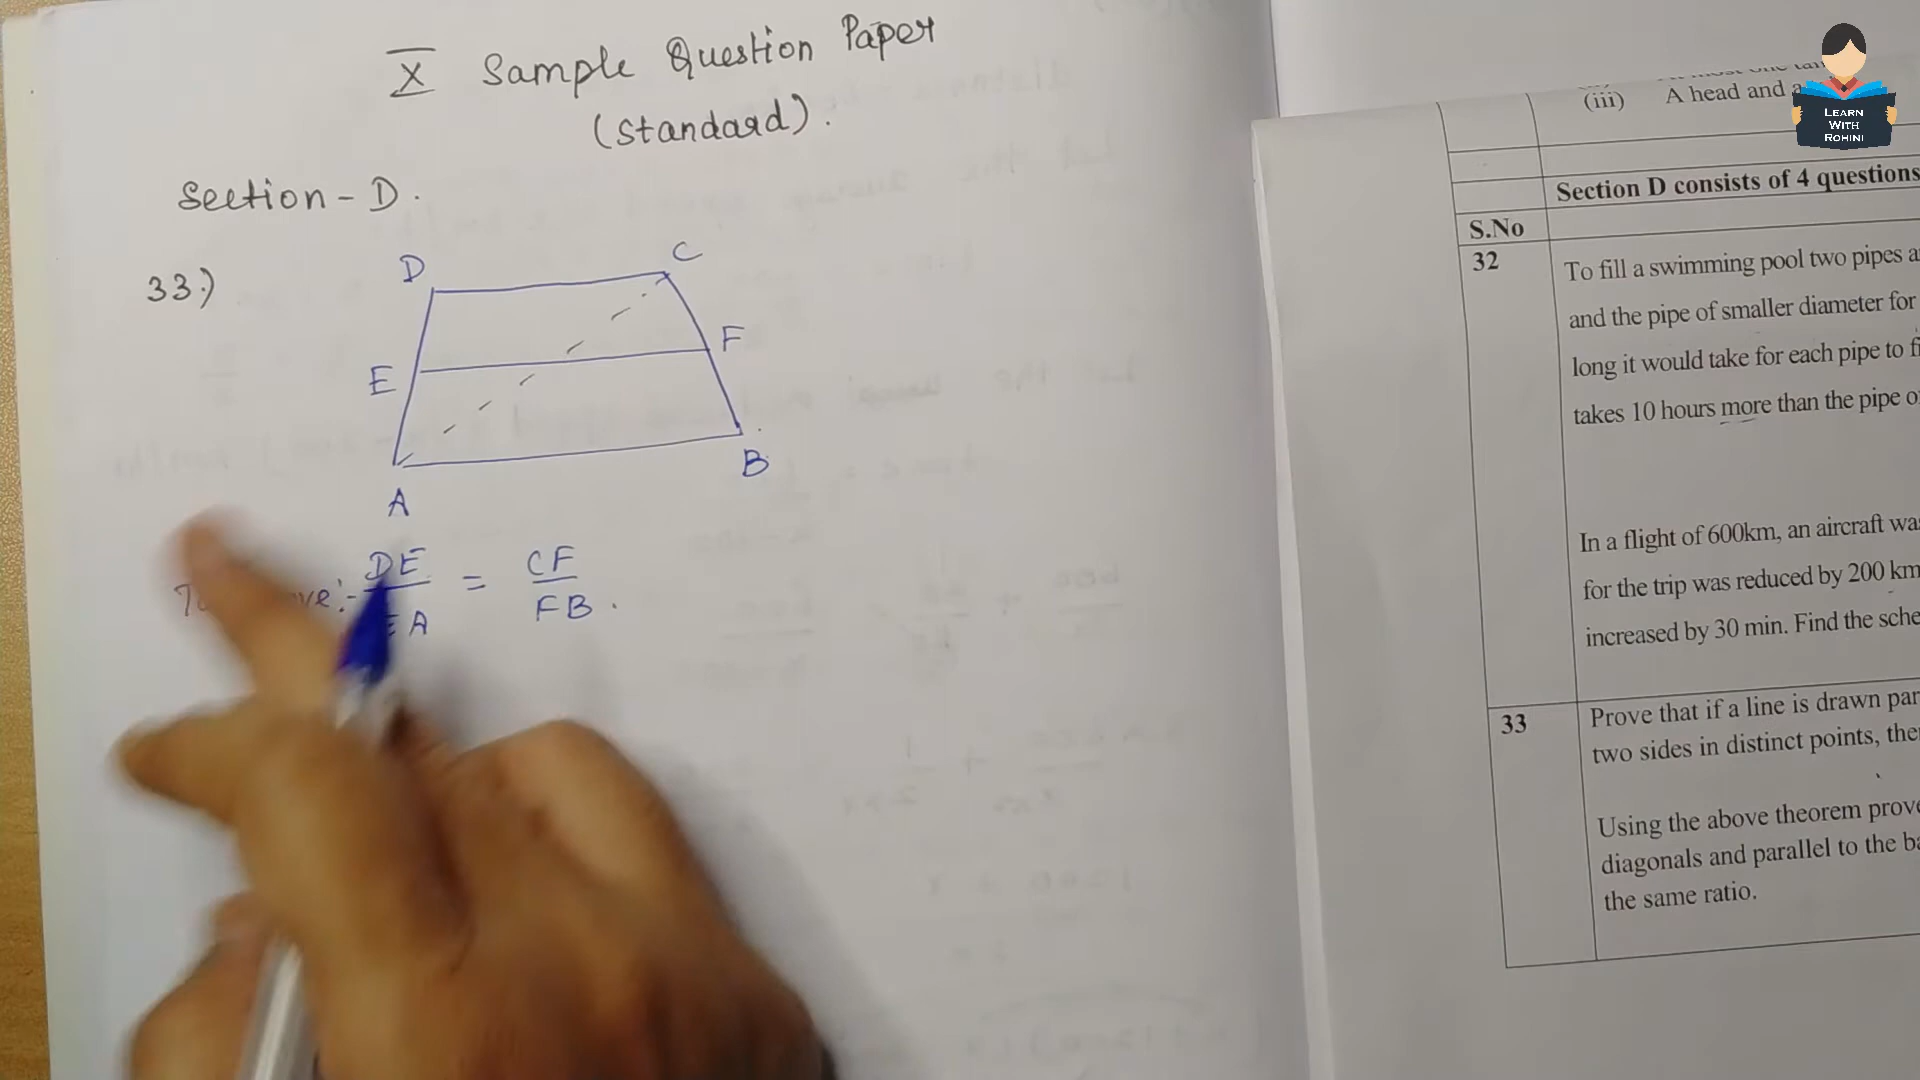 X Sample Question Paper
(Standard).
Section - D.
33.)
D
C
E
F
A
B
DE = CF
A FB.
(iii) A head and a
LEARN
WITH
ROHINI
Section D consists of 4 questions
S.No
32
To fill a swimming pool two pipes a
and the pipe of smaller diameter for
long it would take for each pipe to fi
takes 10 hours more than the pipe o
In a flight of 600km, an aircraft wa
for the trip was reduced by 200 km
increased by 30 min. Find the sche
33
Prove that if a line is drawn par
two sides in distinct points, the
Using the above theorem prove
diagonals and parallel to the ba
the same ratio.